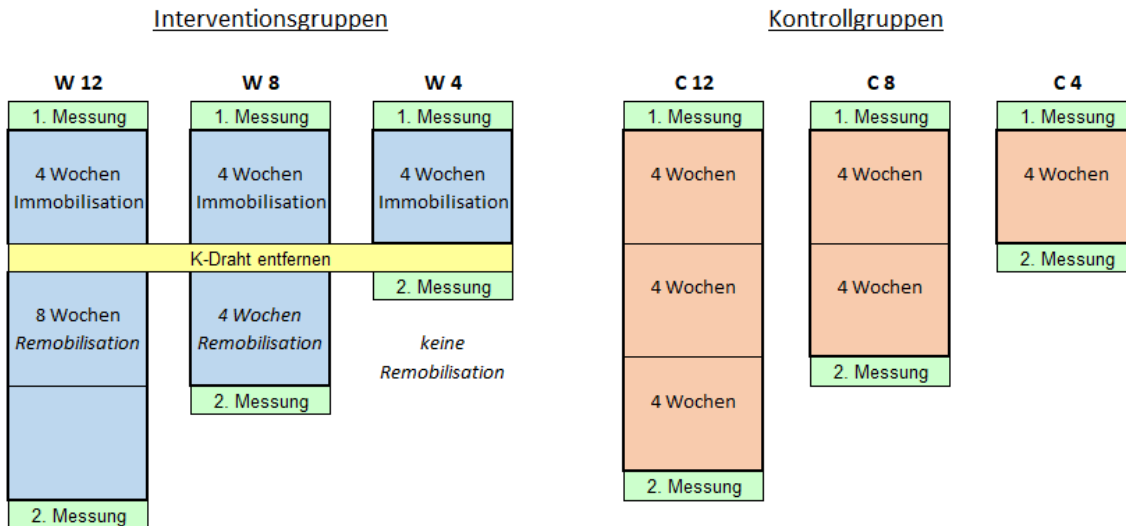 Interventionsgruppen
Kontrollgruppen
W 12
W 8
W 4
C 12
C 8
C 4
1. Messung
1. Messung
1. Messung
1. Messung
1. Messung
1. Messung
4 Wochen
Immobilisation
4 Wochen
Immobilisation
4 Wochen
Immobilisation
4 Wochen
4 Wochen
4 Wochen
K-Draht entfernen
2. Messung
2. Messung
8 Wochen
Remobilisation
4 Wochen
Remobilisation
keine
Remobilisation
4 Wochen
4 Wochen
2. Messung
2. Messung
4 Wochen
2. Messung
2. Messung